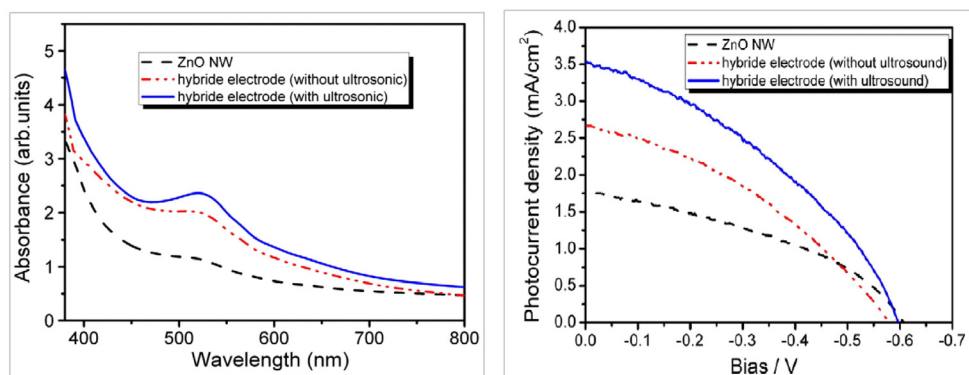 5
4
3
2
1
0
Absorbance (arb.units)
ZnO NW
hybride electrode (without ultrosonic)
hybride electrode (with ultrosonic)
400 500 600 700 800
Wavelength (nm)
4.0
3.5
3.0
2.5
2.0
1.5
1.0
0.5
0.0
Photocurrent density (mA/cm²)
ZnO NW
hybride electrode (without ultrasound)
hybride electrode (with ultrasound)
0.0 -0.1 -0.2 -0.3 -0.4 -0.5 -0.6 -0.7
Bias / V